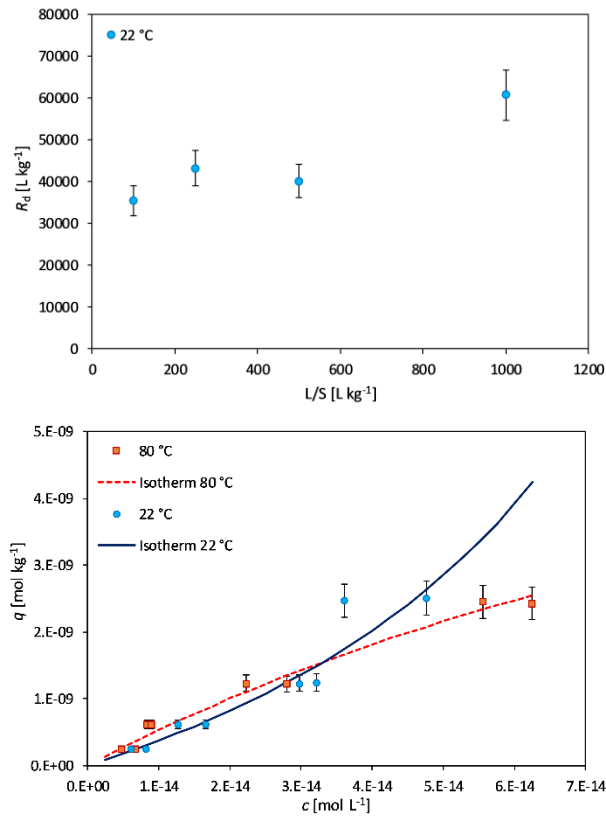 80000
70000
60000
50000
40000
30000
20000
10000
0
R_d [L kg⁻¹]
22 °C
0 200 400 600 800 1000 1200
L/S [L kg⁻¹]
5.E-09
4.E-09
3.E-09
2.E-09
1.E-09
0.E+00
q [mol kg⁻¹]
80 °C
Isotherm 80 °C
22 °C
Isotherm 22 °C
0.E+00 1.E-14 2.E-14 3.E-14 4.E-14 5.E-14 6.E-14 7.E-14
c [mol L⁻¹]